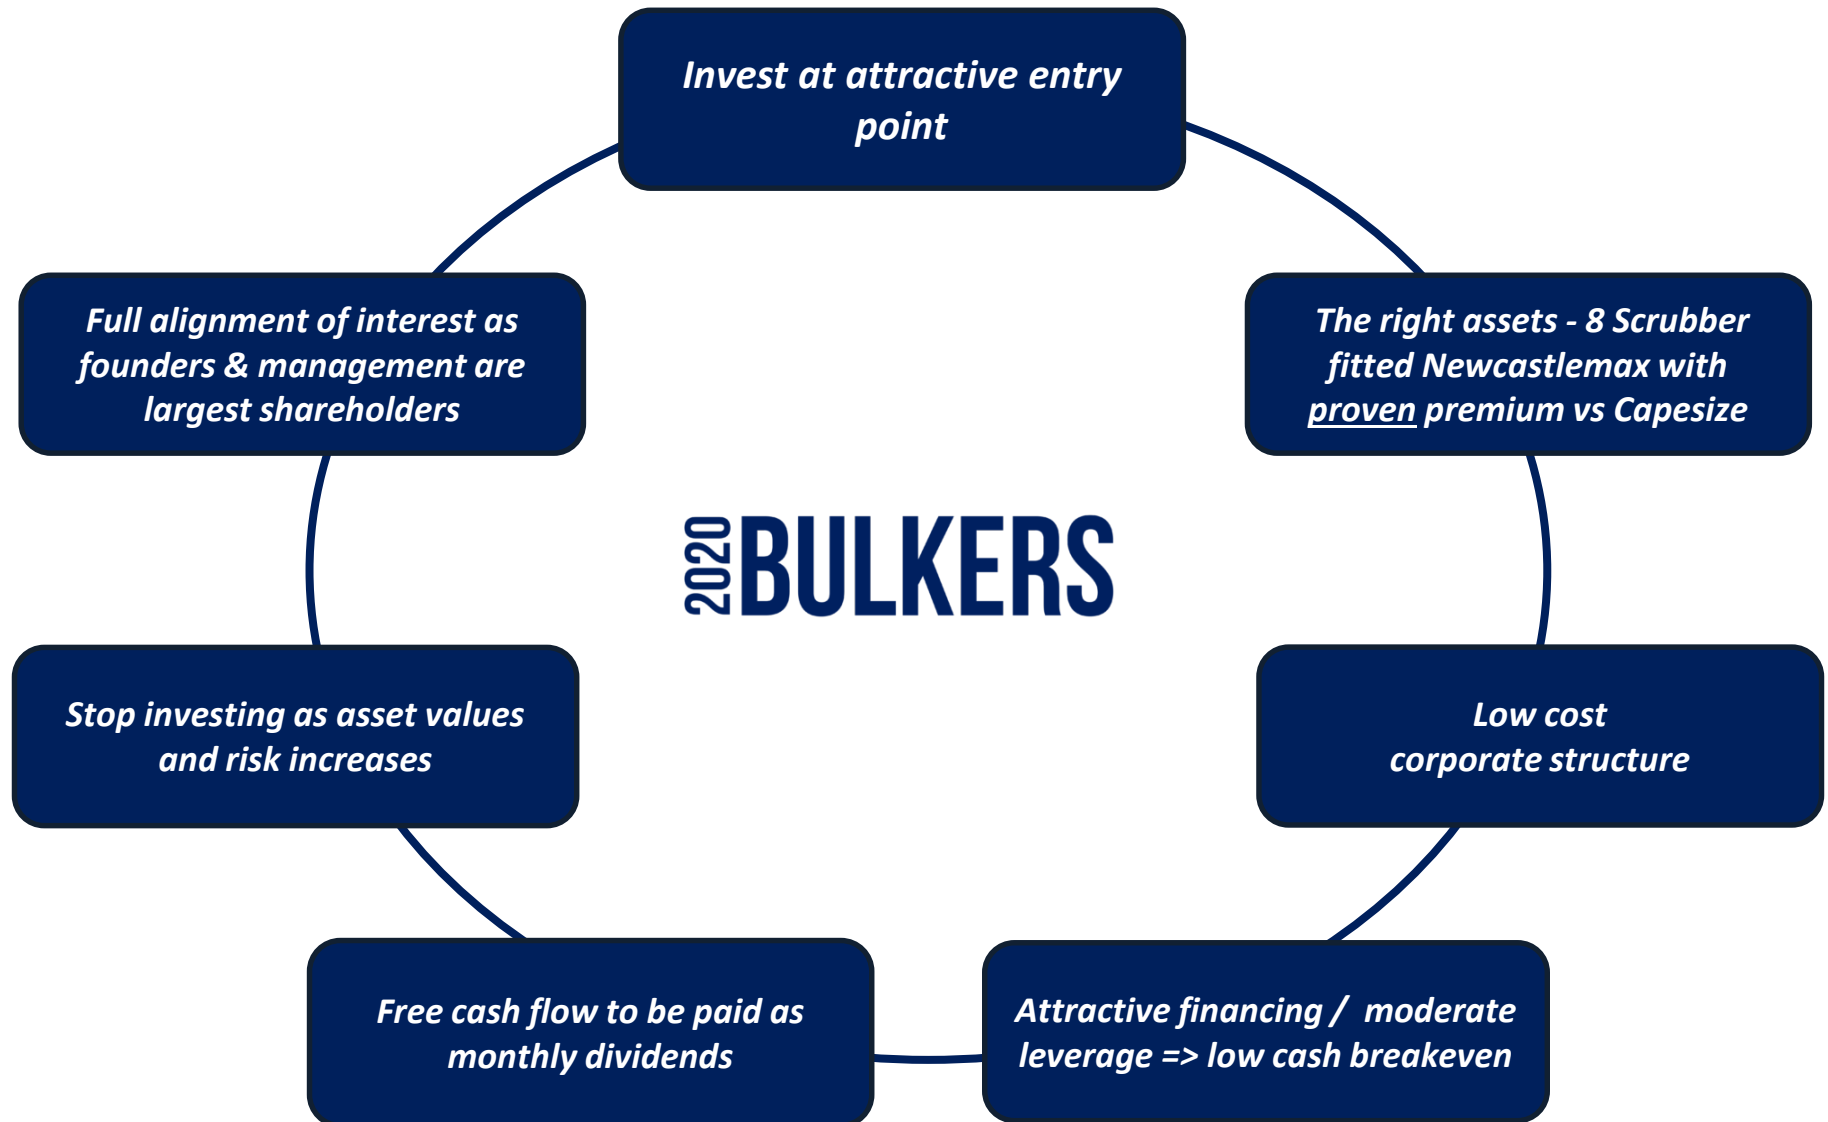 Invest at attractive entry
point
The right assets - 8 Scrubber
fitted Newcastlemax with
proven premium vs Capesize
Low cost
corporate structure
Attractive financing / moderate
leverage => low cash breakeven
Free cash flow to be paid as
monthly dividends
Stop investing as asset values
and risk increases
Full alignment of interest as
founders & management are
largest shareholders
2020 BULKERS